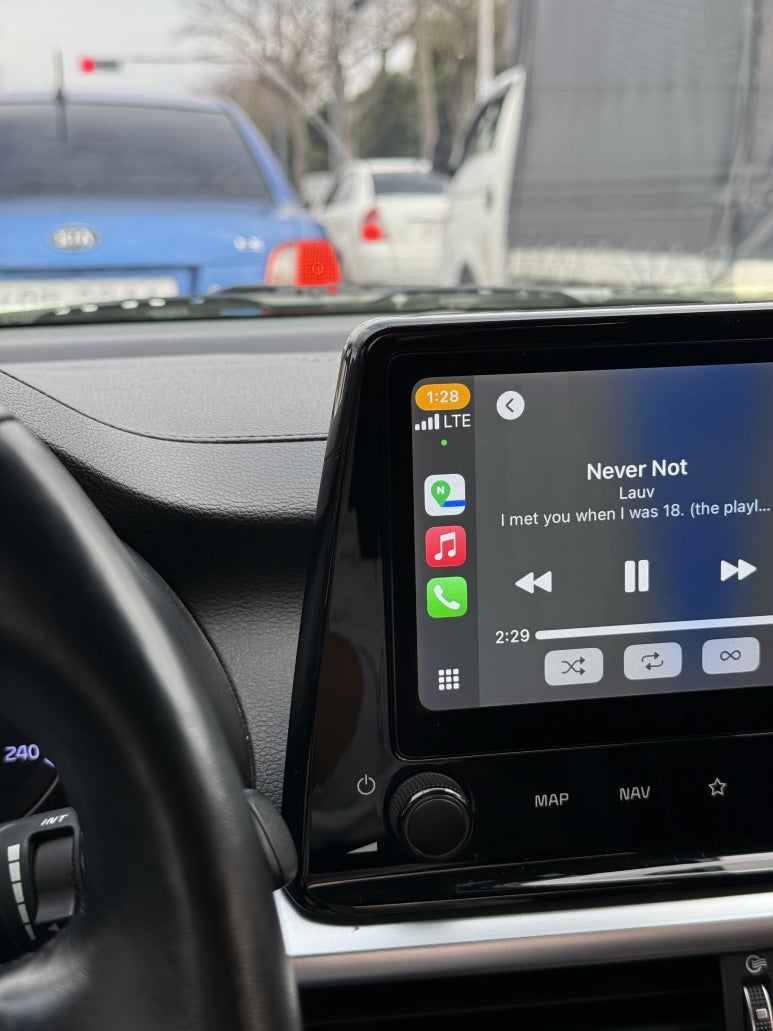 KIA
1:28
LTE
N
Never Not
Lauv
I met you when I was 18. (the playl...
2:29
240
INT
MAP
NAV